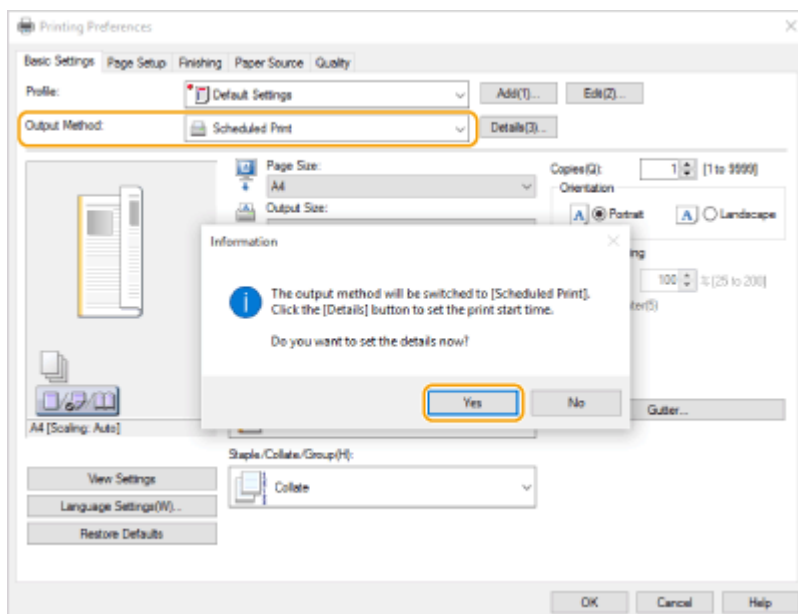 Printing Preferences
Basic Settings Page Setup Finishing Paper Source Quality
Profile: Default Settings Add(1)... Edit(2)...
Output Method: Scheduled Print Details(3)...
Page Size:
A4
Output Size:
Copies(Q): 1 [1 to 9999]
Orientation
A Portrait A Landscape
ng
100 % [25 to 200]
ter(5)
Information
The output method will be switched to [Scheduled Print].
Click the [Details] button to set the print start time.
Do you want to set the details now?
Yes No
Gutter...
A4 [Scaling: Auto]
Staple/Collate/Group(H):
Collate
View Settings
Language Settings(W)...
Restore Defaults
OK Cancel Help